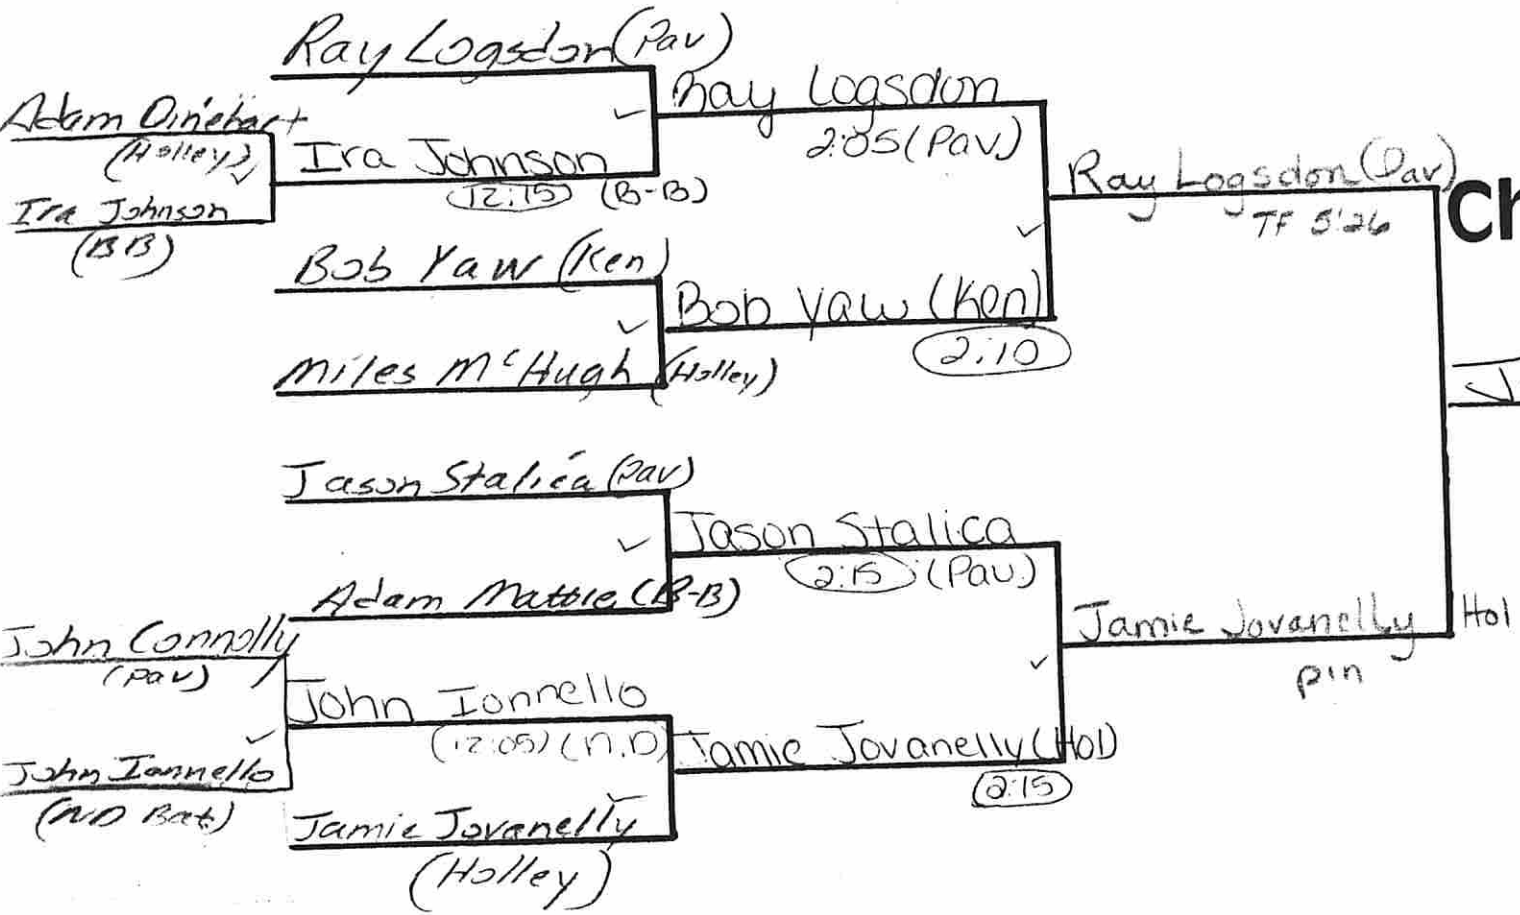 Ray Logsdon (Pav)
Adam Dinehart
(Holley)
Ira Johnson
(BB)
Ira Johnson
12:15 (B-B)
Bob Yaw (Ken)
Miles McHugh (Holley)
Jason Stalica (Pav)
Adam Mattie (B-B)
John Connolly
(Pav)
John Ionnello
(ND Bat)
John Ionnello
(12:05) (N.D)
Jamie Jovanelly
(Holley)
Ray Logsdon
2:05 (Pav)
Bob Yaw (Ken)
2:10
Jason Stalica
2:15 (Pav)
Jamie Jovanelly (Hol)
2:15
Ray Logsdon (Pav)
TF 5:26
Jamie Jovanelly Hol
pin
Ch
J